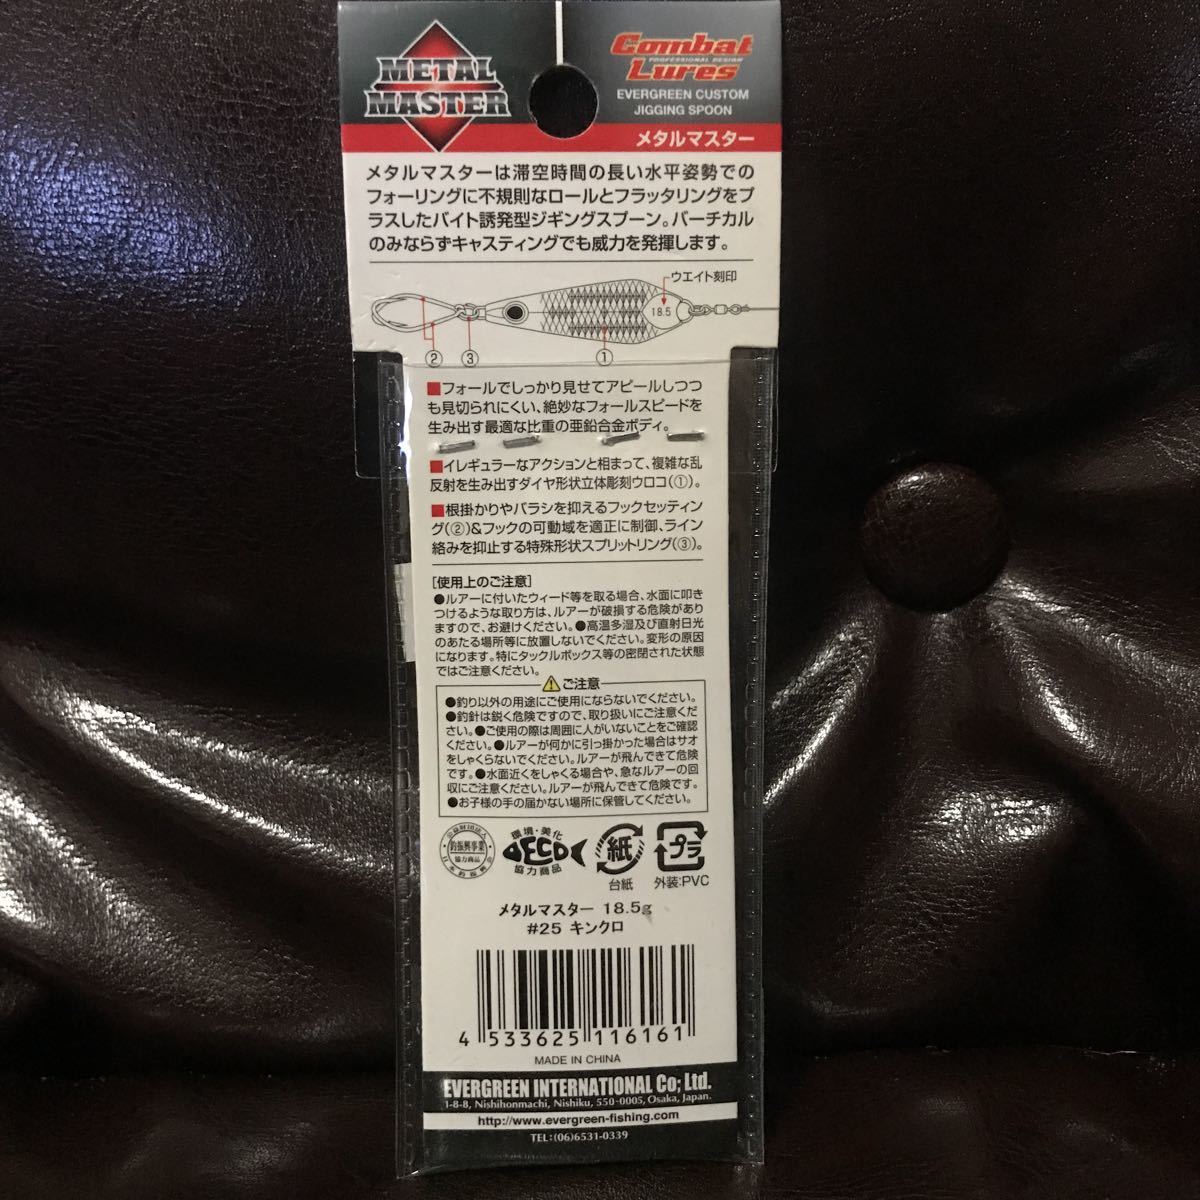 METAL
MASTER
Combat
PROFESSIONAL DESIGN
Lures
EVERGREEN CUSTOM
JIGGING SPOON
メタルマスター
メタルマスターは滞空時間の長い水平姿勢での
フォーリングに不規則なロールとフラッタリングをプ
ラスしたバイト誘発型ジギングスプーン。バーチカル
のみならずキャスティングでも威力を発揮します。
ウエイト刻印
18.5
② ③ ①
■フォールでしっかり見せてアピールしつつ
も見切られにくい、絶妙なフォールスピードを
生み出す最適な比重の亜鉛合金ボディ。
■イレギュラーなアクションと相まって、複雑な乱
反射を生み出すダイヤ形状立体彫刻ウロコ(①)。
■根掛かりやバラシを抑えるフックセッティン
グ(②)&フックの可動域を適正に制御、ライン
絡みを抑止する特殊形状スプリットリング(③)。
[使用上のご注意]
●ルアーに付いたウィード等を取る場合、水面に叩き
つけるような取り方は、ルアーが破損する危険があり
ますので、お避けください。●高温多湿及び直射日光
のあたる場所等に放置しないでください。変形の原因
になります。特にタックルボックス等の密閉された状態
ではご注意ください。
ご注意
●釣り以外の用途にご使用にならないでください。
●釣針は鋭く危険ですので、取り扱いにご注意くだ
さい。●ご使用の際は周囲に人がいないことをご確認
ください。●ルアーが何かに引っ掛かった場合はサオ
をしゃくらないでください。ルアーが飛んできて危険
です。●水面近くをしゃくる場合や、急なルアーの回
収にご注意ください。ルアーが飛んできて危険です。
●お子様の手の届かない場所に保管してください。
公益財団法人
釣振興事業
協力商品
日本釣振興会
環境・美化
ECO
協力商品
紙
台紙
プラ
外装:PVC
メタルマスター 18.5g
#25 キンクロ
4 533625 116161
MADE IN CHINA
EVERGREEN INTERNATIONAL Co; Ltd.
1-8-8, Nishihonmachi, Nishiku, 550-0005, Osaka, Japan.
http://www.evergreen-fishing.com
TEL:(06)6531-0339